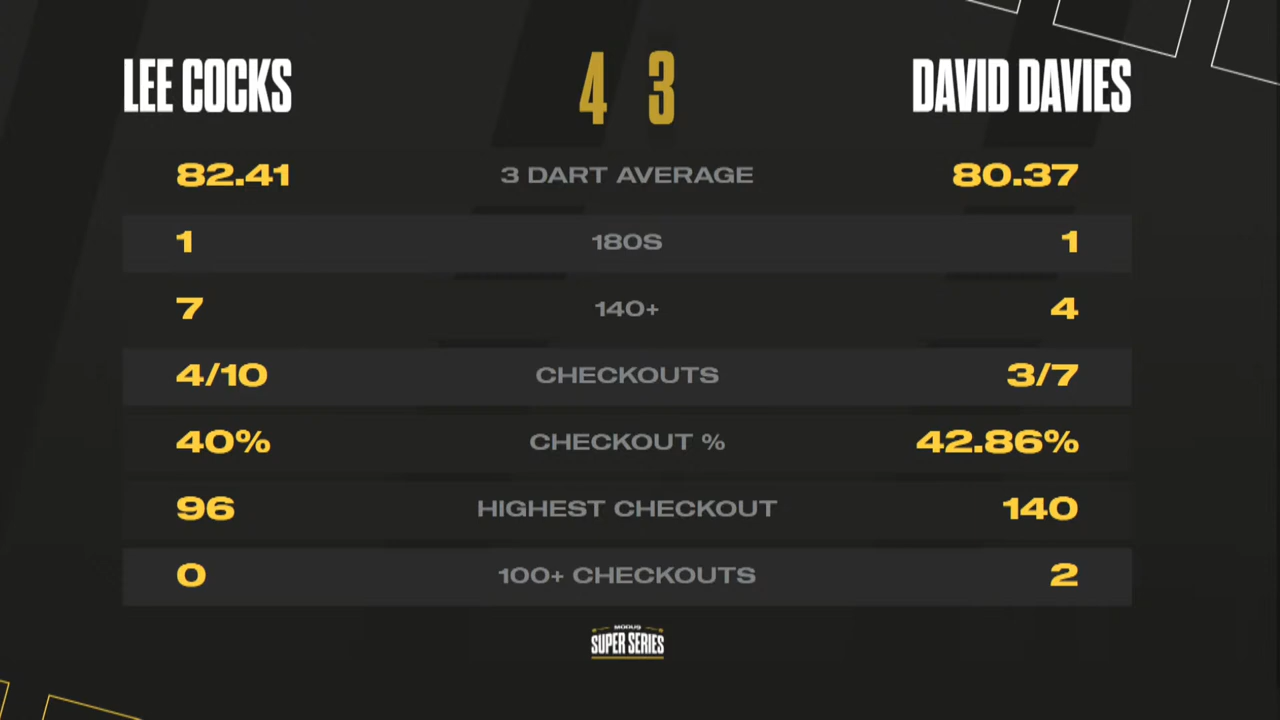 LEE COCKS 4 3 DAVID DAVIES
82.41 3 DART AVERAGE 80.37
1 180S 1
7 140+ 4
4/10 CHECKOUTS 3/7
40% CHECKOUT % 42.86%
96 HIGHEST CHECKOUT 140
0 100+ CHECKOUTS 2
MODUS
SUPER SERIES